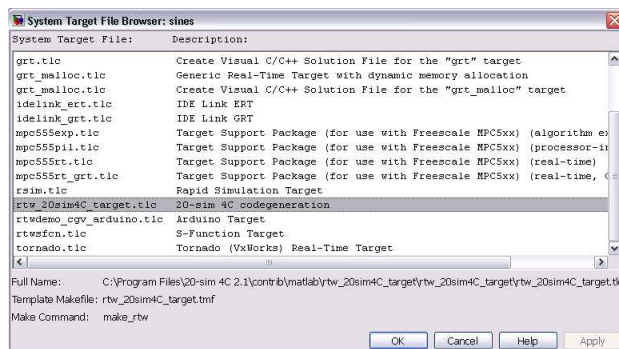 System Target File Browser: sines
System Target File: Description:
grt.tlc Create Visual C/C++ Solution File for the "grt" target
grt_malloc.tlc Generic Real-Time Target with dynamic memory allocation
grt_malloc.tlc Create Visual C/C++ Solution File for the "grt_malloc" target
idelink_ert.tlc IDE Link ERT
idelink_grt.tlc IDE Link GRT
mpc555exp.tlc Target Support Package (for use with Freescale MPC5xx) (algorithm ex
mpc555pil.tlc Target Support Package (for use with Freescale MPC5xx) (processor-in
mpc555rt.tlc Target Support Package (for use with Freescale MPC5xx) (real-time)
mpc555rt_grt.tlc Target Support Package (for use with Freescale MPC5xx) (real-time,
rsim.tlc Rapid Simulation Target
rtw_20sim4C_target.tlc 20-sim 4C codegeneration
rtwdemo_cgv_arduino.tlc Arduino Target
rtwsfcn.tlc S-Function Target
tornado.tlc Tornado (VxWorks) Real-Time Target
Full Name: C:\Program Files\20-sim 4C 2.1\contrib\matlab\rtw_20sim4C_target\rtw_20sim4C_target\rtw_20sim4C_target.tl
Template Makefile: rtw_20sim4C_target.tmf
Make Command: make_rtw
OK Cancel Help Apply